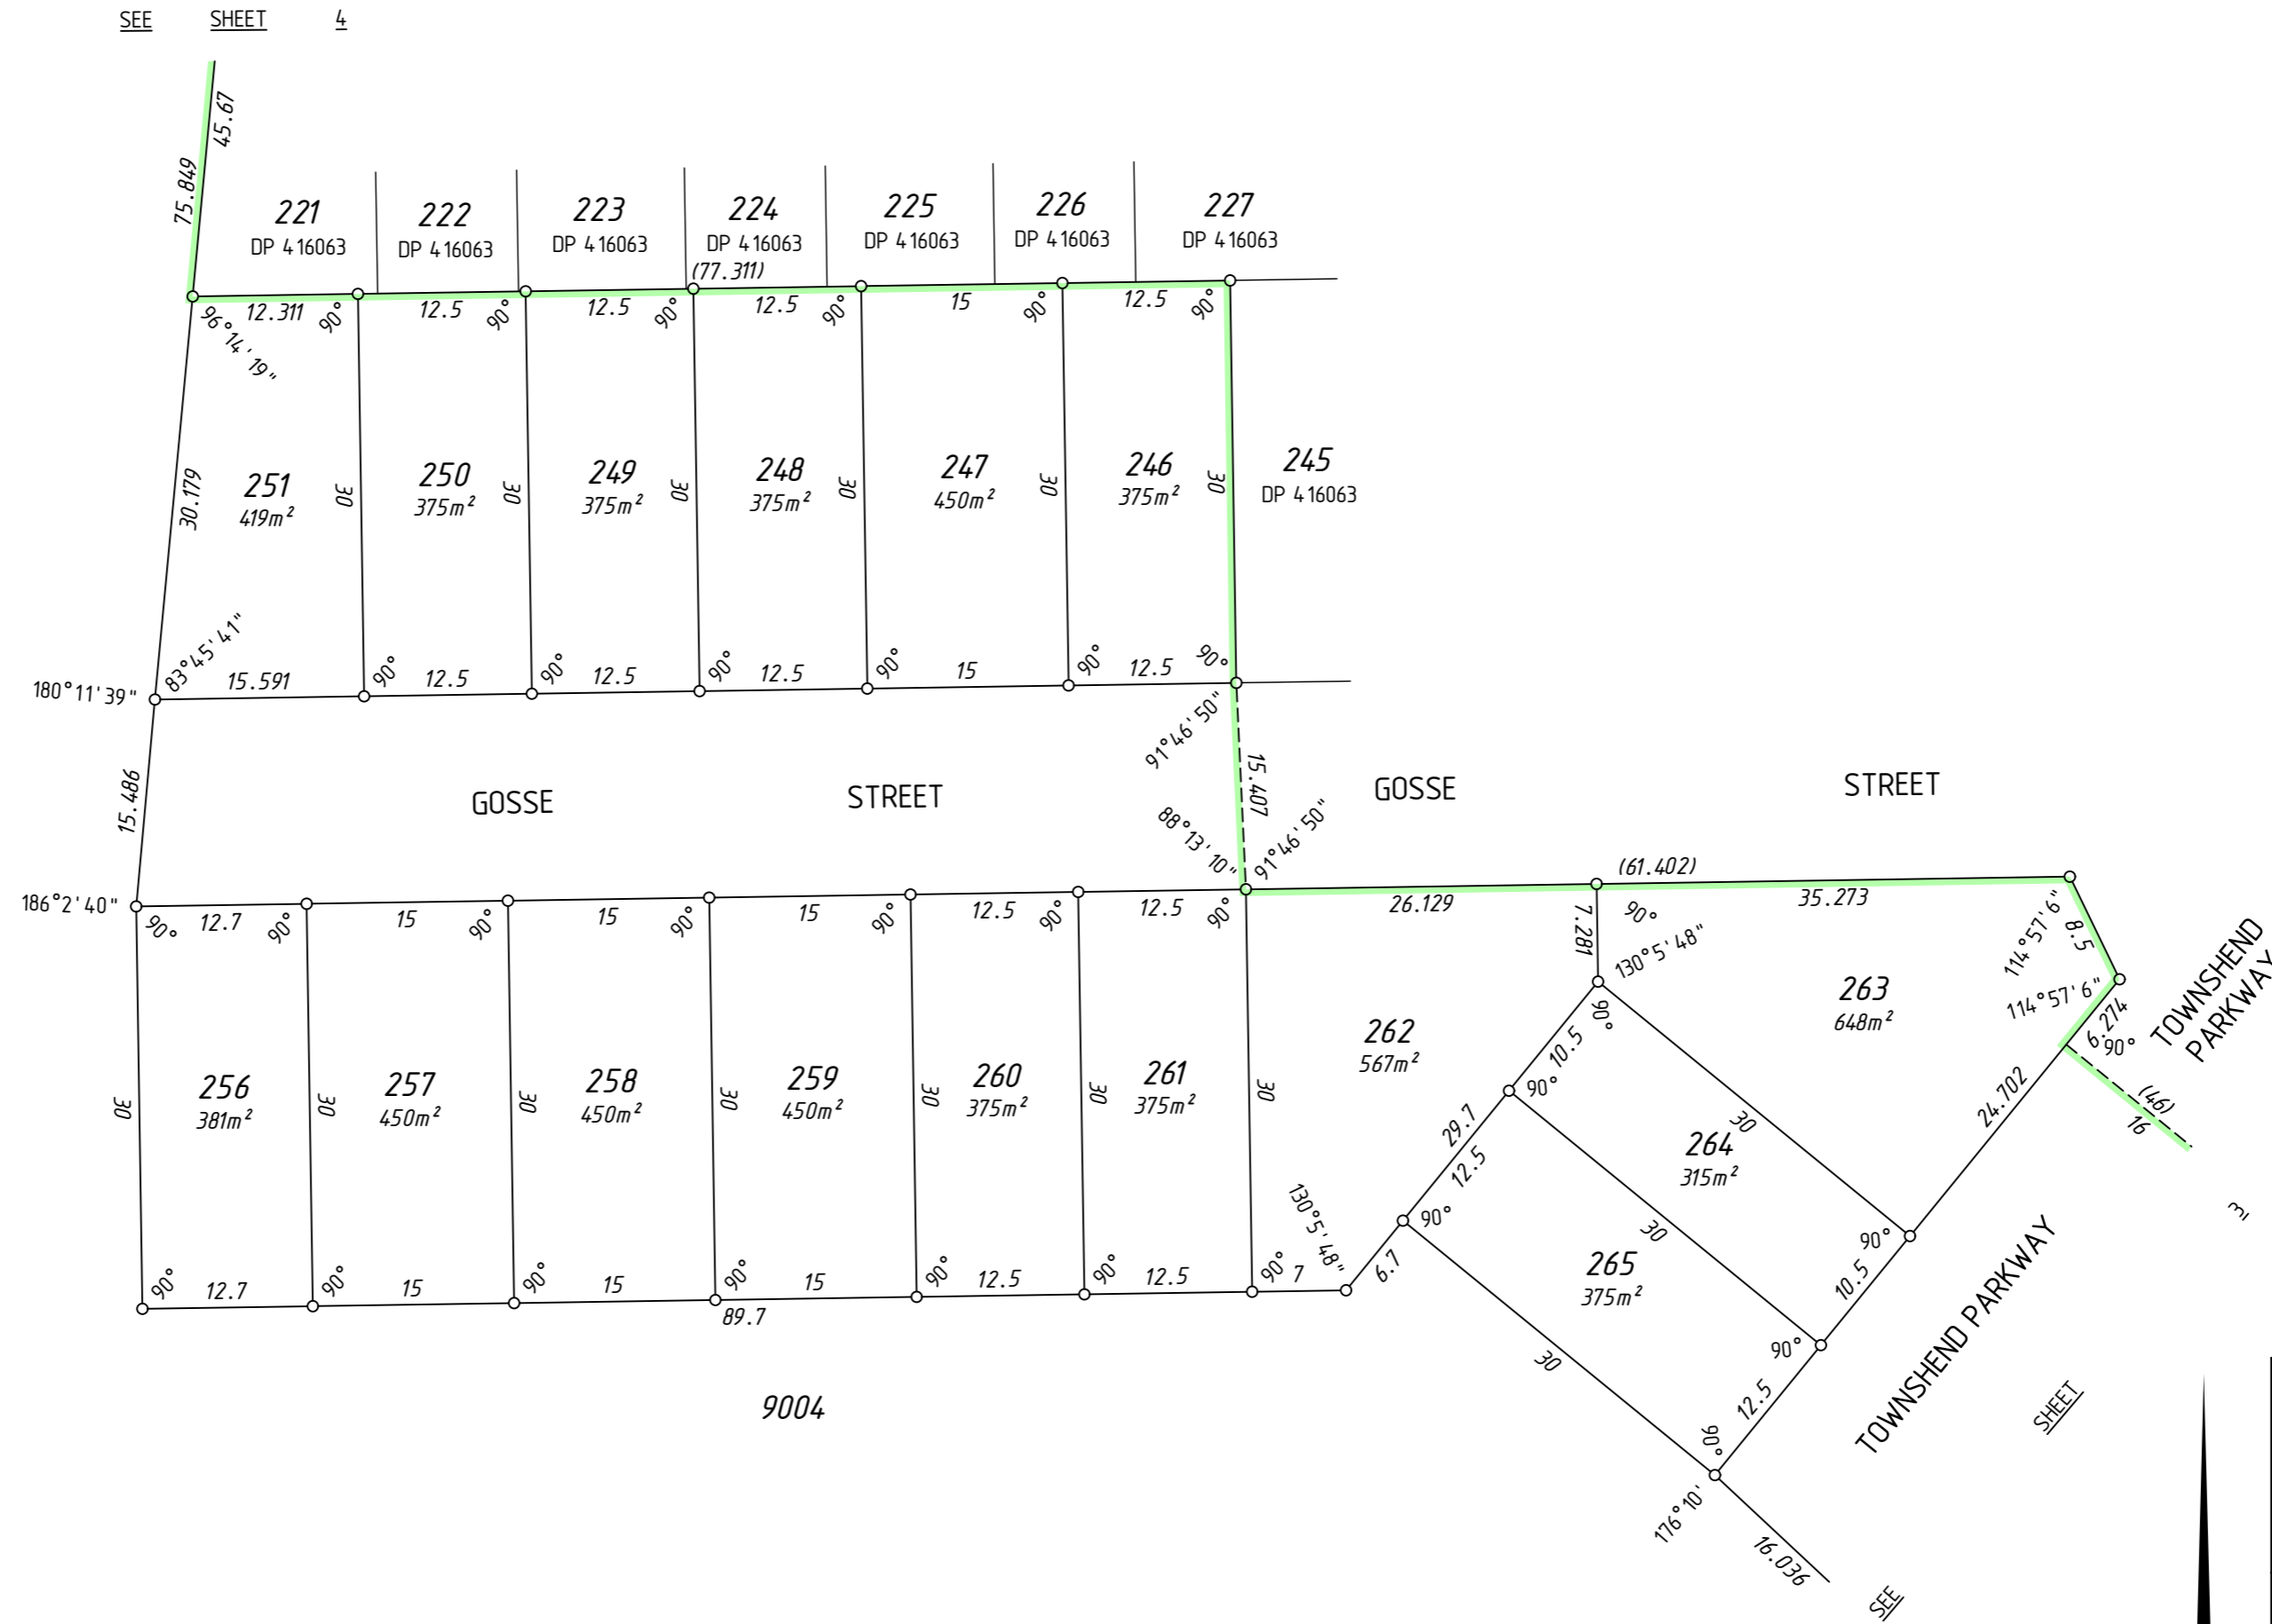 SEE SHEET 4
45.67
75.849
221
DP 416063
222
DP 416063
223
DP 416063
224
DP 416063
225
DP 416063
226
DP 416063
227
DP 416063
(77.311)
12.311 90° 12.5 90° 12.5 90° 12.5 90° 15 90° 12.5 90°
96°14'19"
30.179
251
419m²
30
250
375m²
30
249
375m²
30
248
375m²
30
247
450m²
30
246
375m²
30
245
DP 416063
83°45'41"
180°11'39"
15.591 90° 12.5 90° 12.5 90° 12.5 90° 15 90° 12.5 90°
91°46'50"
15.486
GOSSE STREET
15.407
GOSSE STREET
88°13'10"
91°46'50"
186°2'40"
90° 12.7 90° 15 90° 15 90° 15 90° 12.5 90° 12.5 90°
(61.402)
26.129
35.273
7.281
90°
130°5'48"
114°57'6"
8.5
114°57'6"
6.274
90°
TOWNSHEND
PARKWAY
(46)
16
30
256
381m²
30
257
450m²
30
258
450m²
30
259
450m²
30
260
375m²
30
261
375m²
30
262
567m²
263
648m²
90°
10.5
90°
29.7
12.5
90°
6.7
130°5'48"
30
264
315m²
30
265
375m²
30
24.702
90°
10.5
90°
12.5
90°
90° 12.7 90° 15 90° 15 90° 15 90° 12.5 90° 12.5 90° 7
89.7
9004
176°10'
16.036
TOWNSHEND PARKWAY
SEE SHEET 3